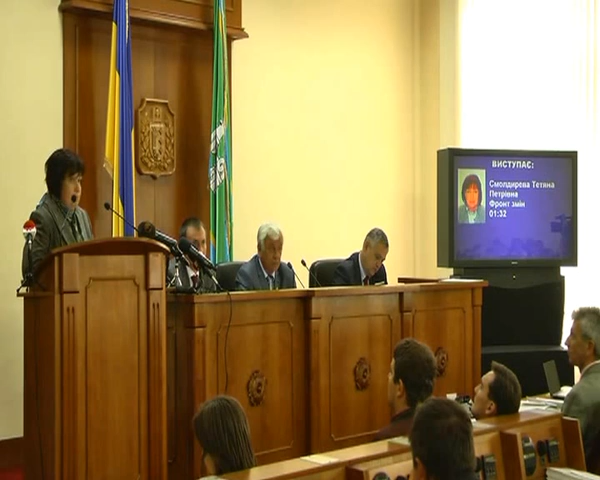 ВИСТУПАЄ:
Смолдирева Тетяна
Петрівна
Фронт змін
01:32